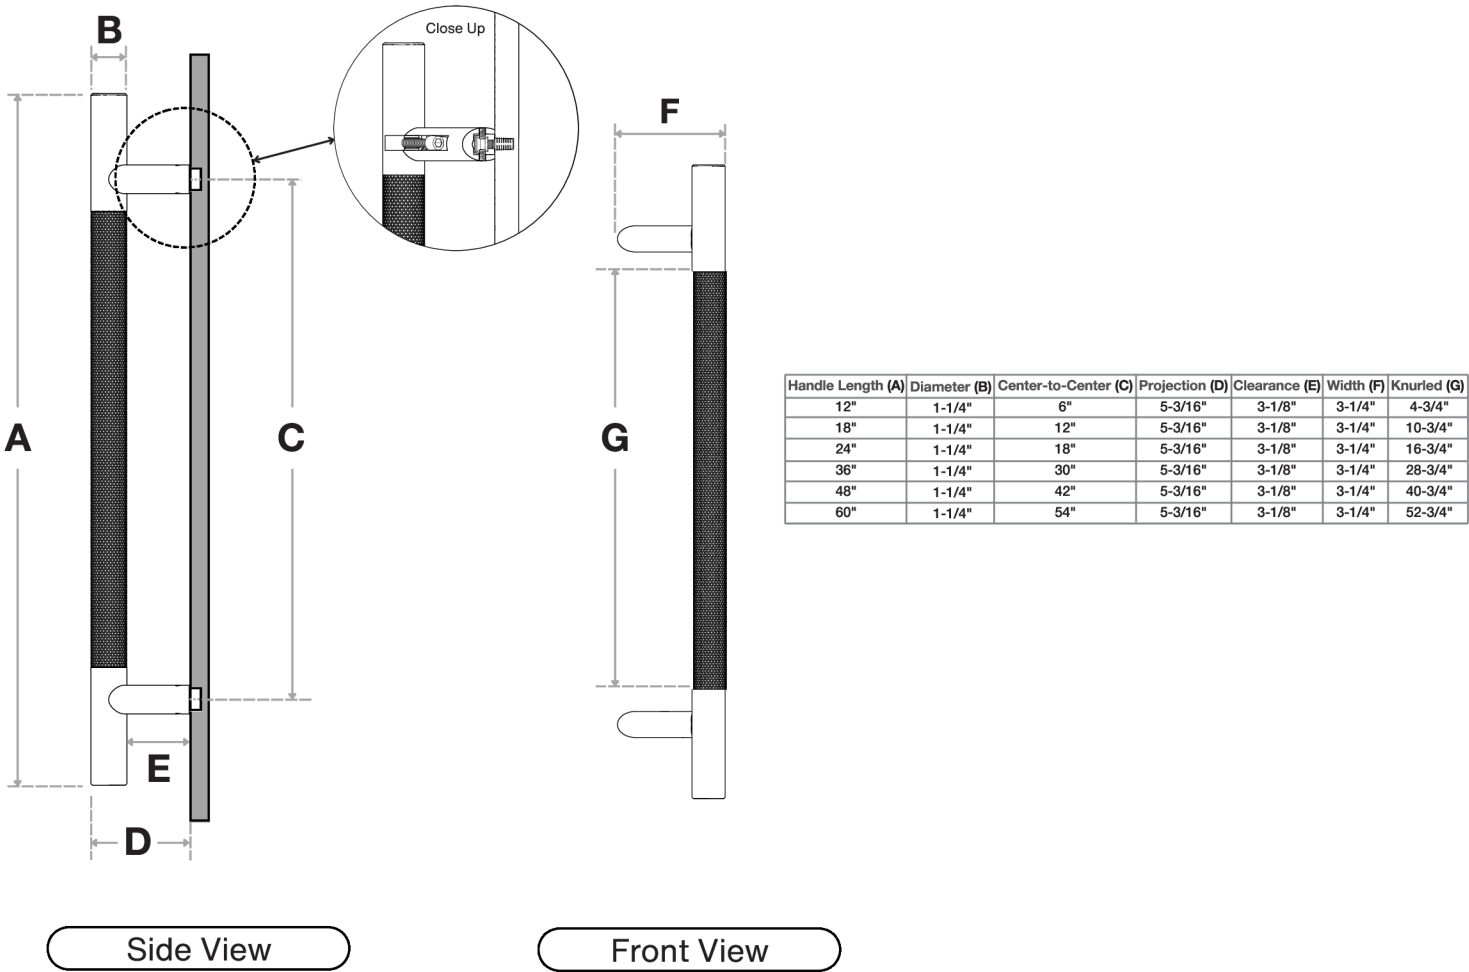 B
Close Up
F
A
C
G
E
D
Handle Length (A) Diameter (B) Center-to-Center (C) Projection (D) Clearance (E) Width (F) Knurled (G)
12" 1-1/4" 6" 5-3/16" 3-1/8" 3-1/4" 4-3/4"
18" 1-1/4" 12" 5-3/16" 3-1/8" 3-1/4" 10-3/4"
24" 1-1/4" 18" 5-3/16" 3-1/8" 3-1/4" 16-3/4"
36" 1-1/4" 30" 5-3/16" 3-1/8" 3-1/4" 28-3/4"
48" 1-1/4" 42" 5-3/16" 3-1/8" 3-1/4" 40-3/4"
60" 1-1/4" 54" 5-3/16" 3-1/8" 3-1/4" 52-3/4"
Side View
Front View